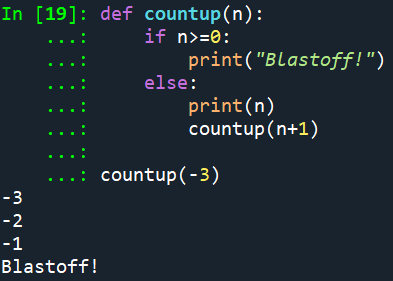 In [19]: def countup(n):
    ...:     if n>=0:
    ...:         print("Blastoff!")
    ...:     else:
    ...:         print(n)
    ...:         countup(n+1)
    ...:
    ...: countup(-3)
-3
-2
-1
Blastoff!